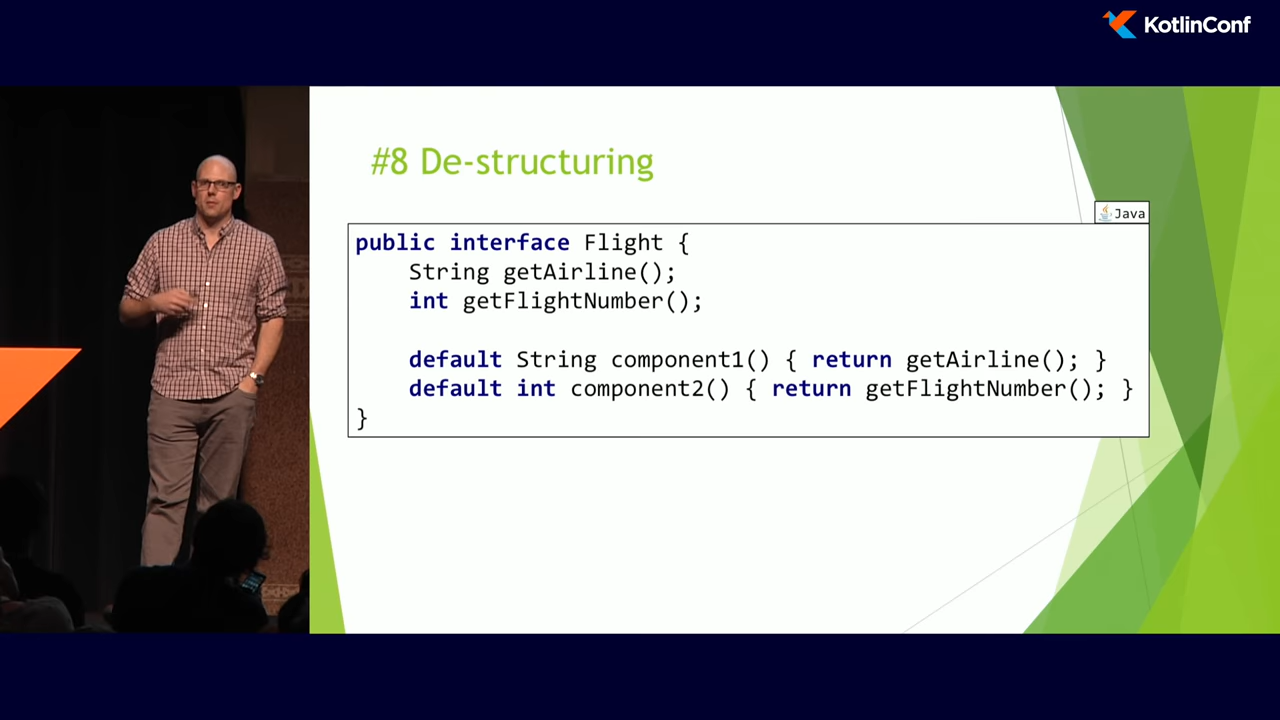 KotlinConf
#8 De-structuring
Java
public interface Flight {
    String getAirline();
    int getFlightNumber();

    default String component1() { return getAirline(); }
    default int component2() { return getFlightNumber(); }
}